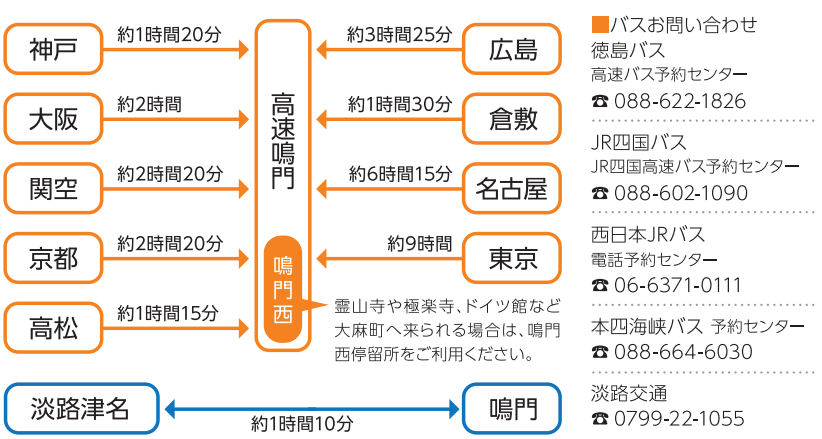 神戸
約1時間20分
大阪
約2時間
関空
約2時間20分
京都
約2時間20分
高松
約1時間15分
高速鳴門
鳴門西
約3時間25分
広島
約1時間30分
倉敷
約6時間15分
名古屋
約9時間
東京
霊山寺や極楽寺、ドイツ館など
大麻町へ来られる場合は、鳴門
西停留所をご利用ください。
淡路津名
約1時間10分
鳴門
■バスお問い合わせ
徳島バス
高速バス予約センター
☎ 088-622-1826
JR四国バス
JR四国高速バス予約センター
☎ 088-602-1090
西日本JRバス
電話予約センター
☎ 06-6371-0111
本四海峡バス 予約センター
☎ 088-664-6030
淡路交通
☎ 0799-22-1055